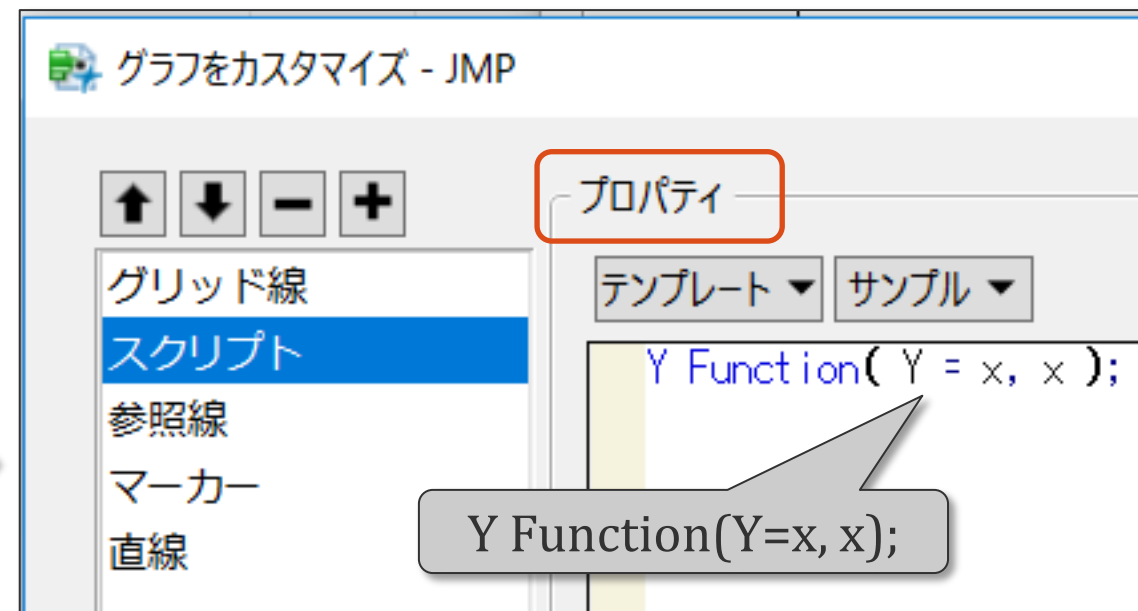 グラフをカスタマイズ - JMP
プロパティ
グリッド線
スクリプト
参照線
マーカー
直線
テンプレート
サンプル
Y Function( Y = x, x );
Y Function(Y=x, x);